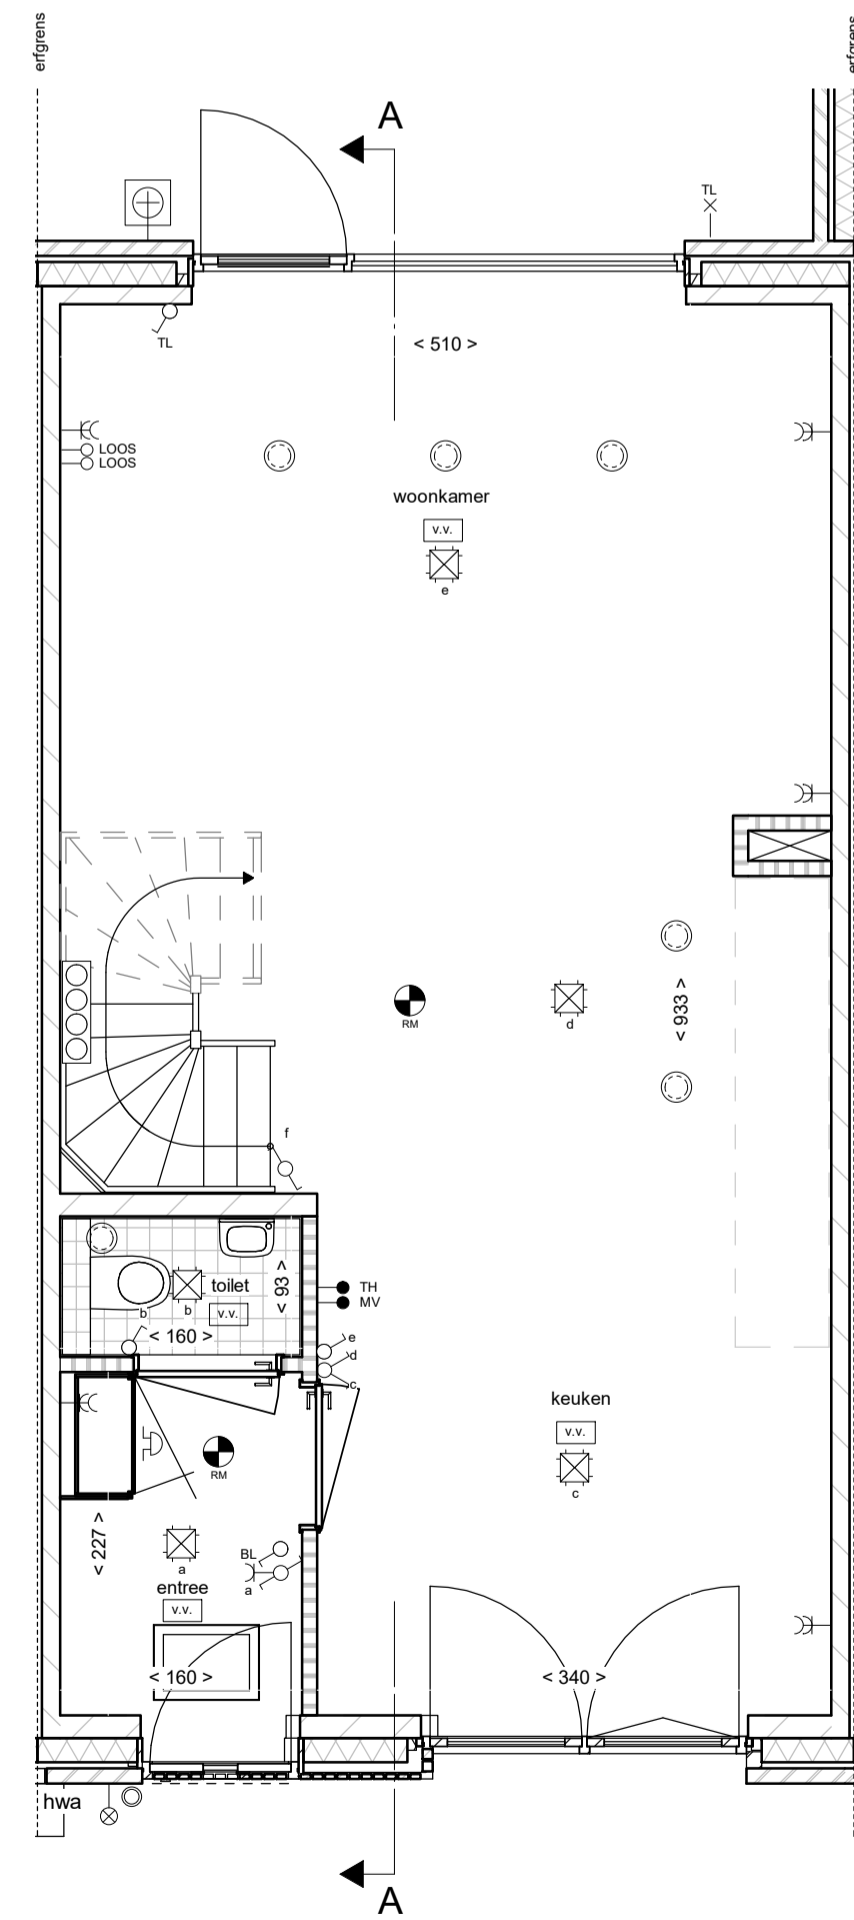 erfgrens
erfgrens
A
TL
TL
< 510 >
LOOS
LOOS
woonkamer
v.v.
e
RM
d
< 933 >
f
TH
MV
toilet
< 93 >
b
b
v.v.
< 160 >
e
d
c
keuken
v.v.
c
RM
< 227 >
a
BL
a
entree
v.v.
< 160 >
< 340 >
hwa
A